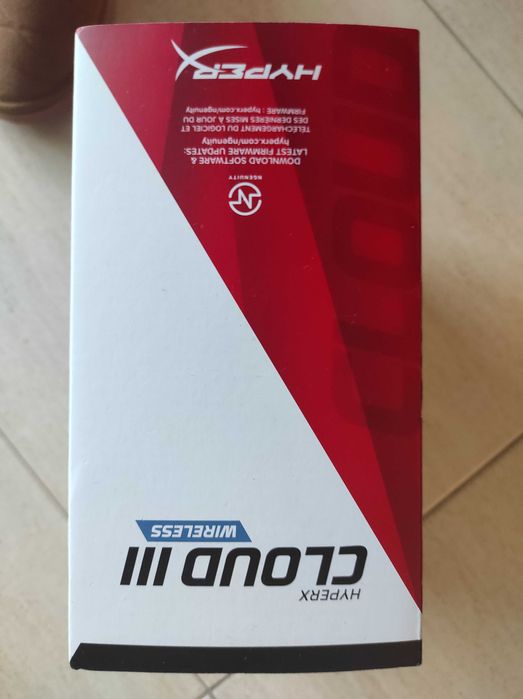 HYPERX
CLOUD III
WIRELESS
NGENUITY
DOWNLOAD SOFTWARE &
LATEST FIRMWARE UPDATES:
hyperx.com/ngenuity
TÉLÉCHARGEMENT DU LOGICIEL ET
DES DERNIÈRES MISES À JOUR DU
FIRMWARE : hyperx.com/ngenuity
HYPERX
CLOUD